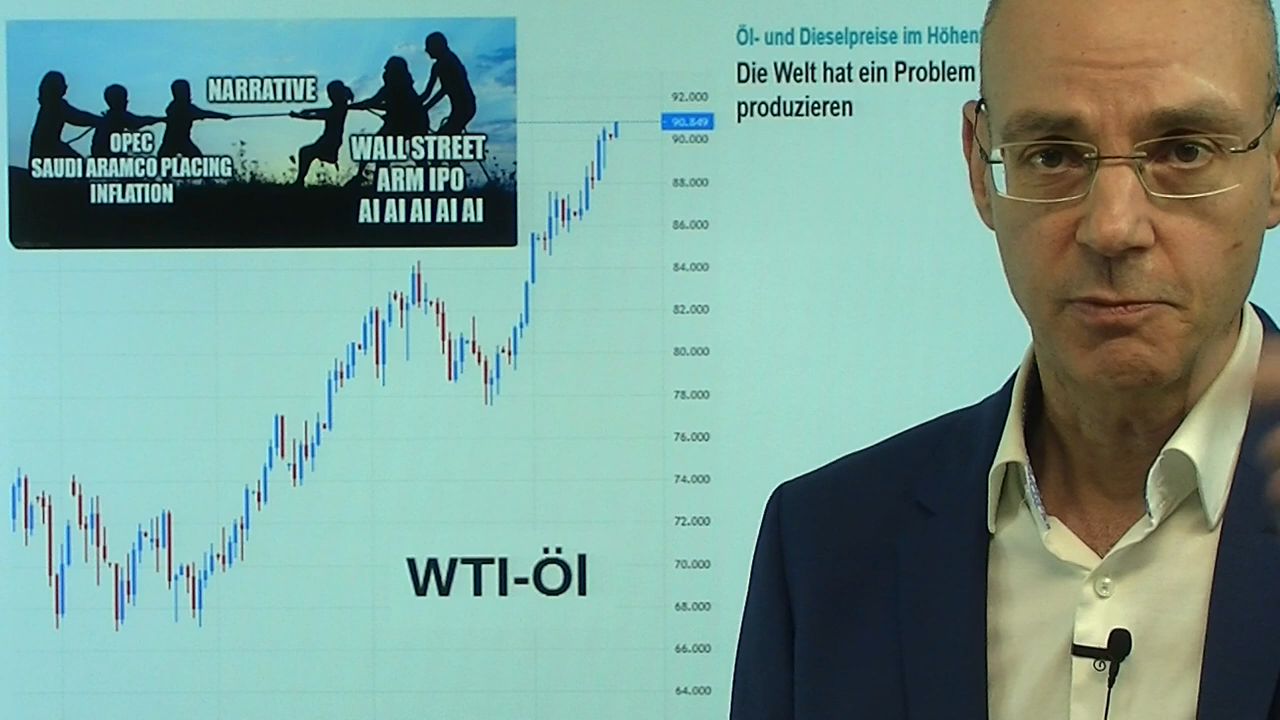 NARRATIVE
OPEC
SAUDI ARAMCO PLACING
INFLATION
WALL STREET
ARM IPO
AI AI AI AI AI
Öl- und Dieselpreise im Höhen
Die Welt hat ein Problem
produzieren
92.000
90.849
90.000
88.000
86.000
84.000
82.000
80.000
78.000
76.000
74.000
72.000
70.000
68.000
66.000
64.000
WTI-Öl